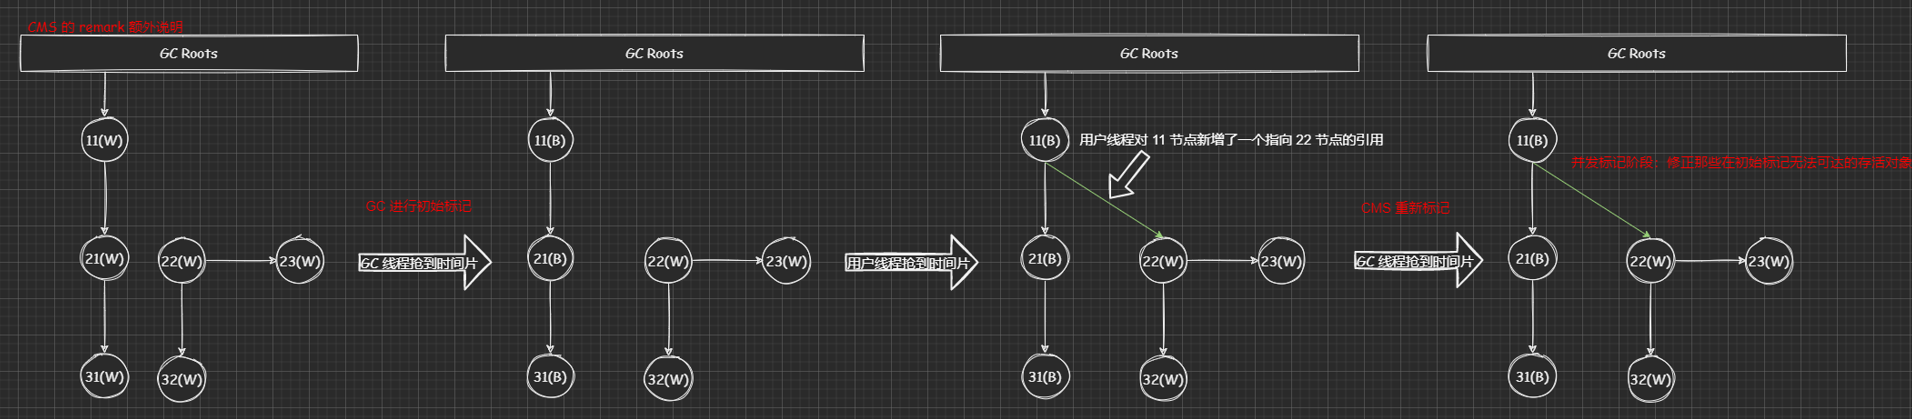 CMS 的 remark 额外说明
GC Roots
11(W)
21(W)
22(W)
23(W)
31(W)
32(W)
GC 进行初始标记
GC 线程抢到时间片
GC Roots
11(B)
21(B)
22(W)
23(W)
31(B)
32(W)
用户线程抢到时间片
GC Roots
11(B)
用户线程对 11 节点新增了一个指向 22 节点的引用
21(B)
22(W)
23(W)
31(B)
32(W)
CMS 重新标记
GC 线程抢到时间片
GC Roots
11(B)
并发标记阶段：修正那些在初始标记无法可达的存活对象
21(B)
22(W)
23(W)
31(B)
32(W)